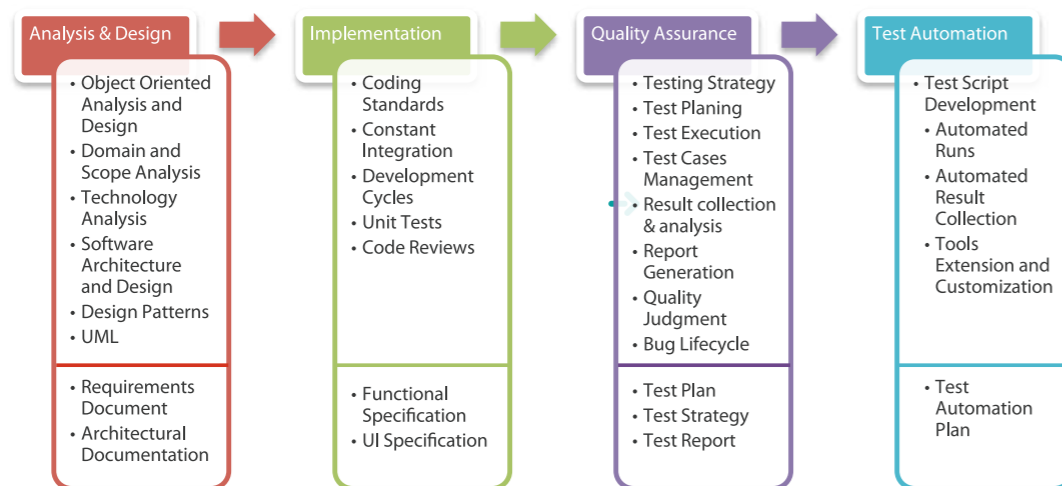 Analysis & Design
• Object Oriented
Analysis and
Design
• Domain and
Scope Analysis
• Technology
Analysis
• Software
Architecture
and Design
• Design Patterns
• UML
• Requirements
Document
• Architectural
Documentation
Implementation
• Coding
Standards
• Constant
Integration
• Development
Cycles
• Unit Tests
• Code Reviews
• Functional
Specification
• UI Specification
Quality Assurance
• Testing Strategy
• Test Planing
• Test Execution
• Test Cases
Management
• Result collection
& analysis
• Report
Generation
• Quality
Judgment
• Bug Lifecycle
• Test Plan
• Test Strategy
• Test Report
Test Automation
• Test Script
Development
• Automated
Runs
• Automated
Result
Collection
• Tools
Extension and
Customization
• Test
Automation
Plan